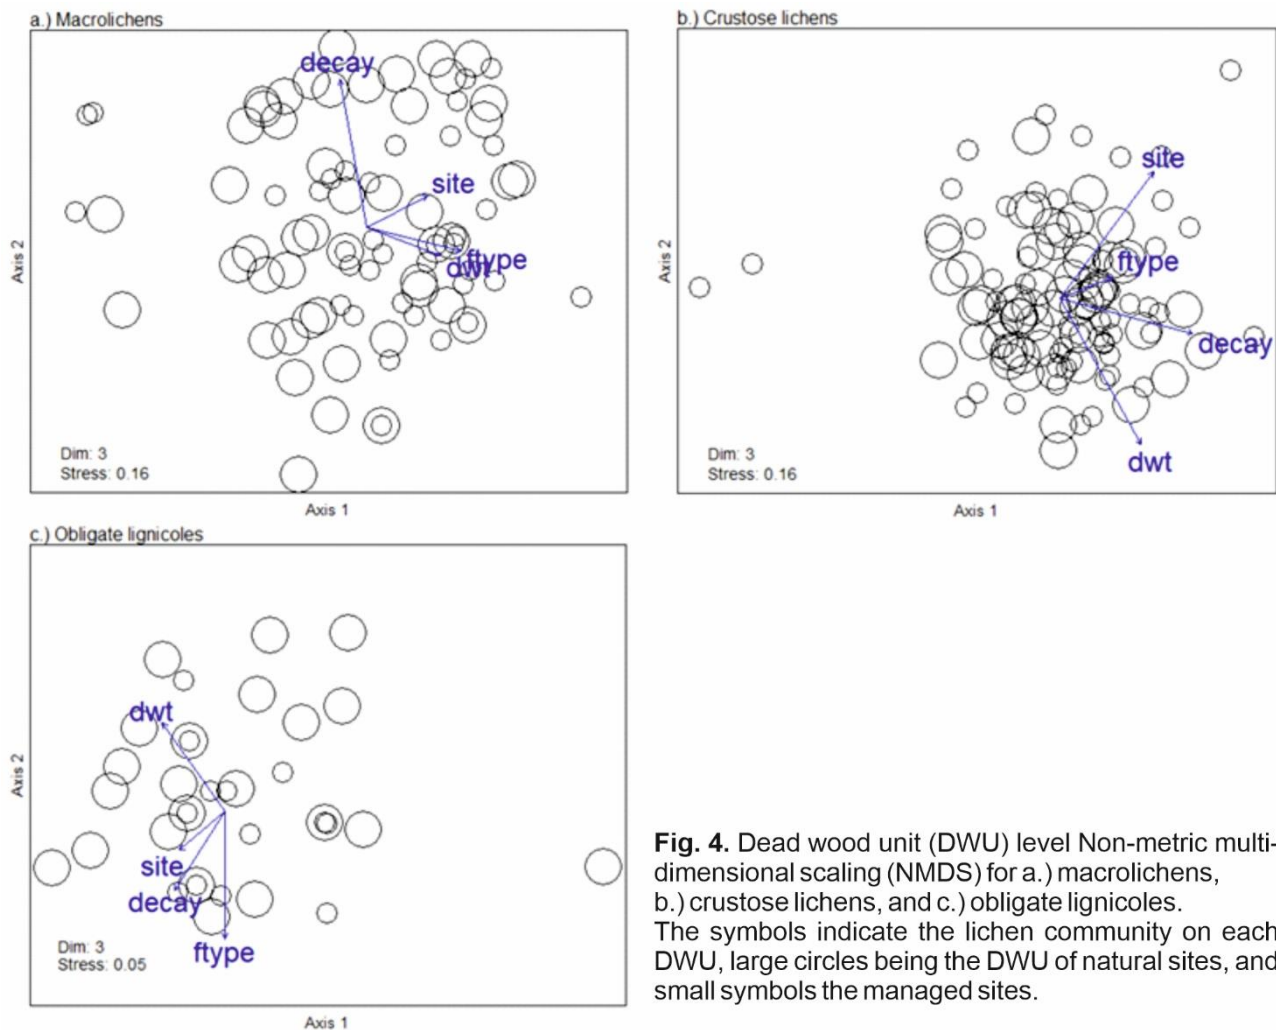 a.) Macrolichens
decay
site
ftype
dwt
Dim: 3
Stress: 0.16
Axis 2
Axis 1
b.) Crustose lichens
site
ftype
decay
dwt
Dim: 3
Stress: 0.16
Axis 2
Axis 1
c.) Obligate lignicoles
dwt
site
decay
ftype
Dim: 3
Stress: 0.05
Axis 2
Axis 1
Fig. 4. Dead wood unit (DWU) level Non-metric multi-
dimensional scaling (NMDS) for a.) macrolichens,
b.) crustose lichens, and c.) obligate lignicoles.
The symbols indicate the lichen community on each
DWU, large circles being the DWU of natural sites, and
small symbols the managed sites.